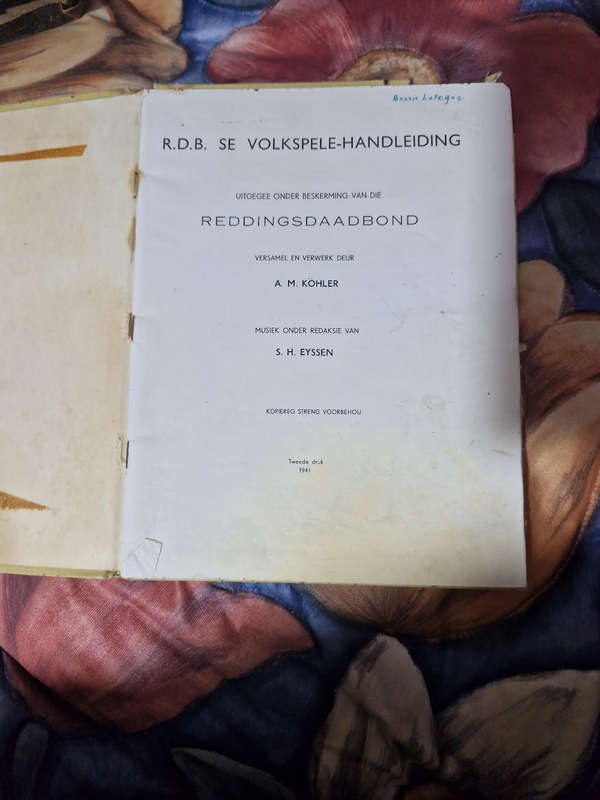 R.D.B. SE VOLKSPELE-HANDLEIDING
UITGEGEE ONDER BESKERMING VAN DIE
REDDINGSDAADBOND
VERSAMEL EN VERWERK DEUR
A. M. KÖHLER
MUSIEK ONDER REDAKSIE VAN
S. H. EYSSEN
KOPIEREG STRENG VOORBEHOU
Tweede druk
1941